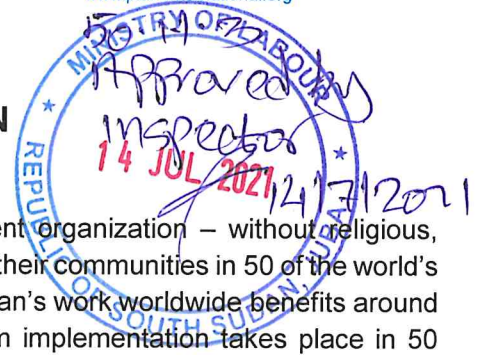 MINISTRY OF LABOUR
Approved by
Inspector
N
14 JUL 2021
14/7/2021
REPUBLIC OF SOUTH SUDAN, JUBA
ent organization – without religious,
their communities in 50 of the world's
an's work worldwide benefits around
m implementation takes place in 50